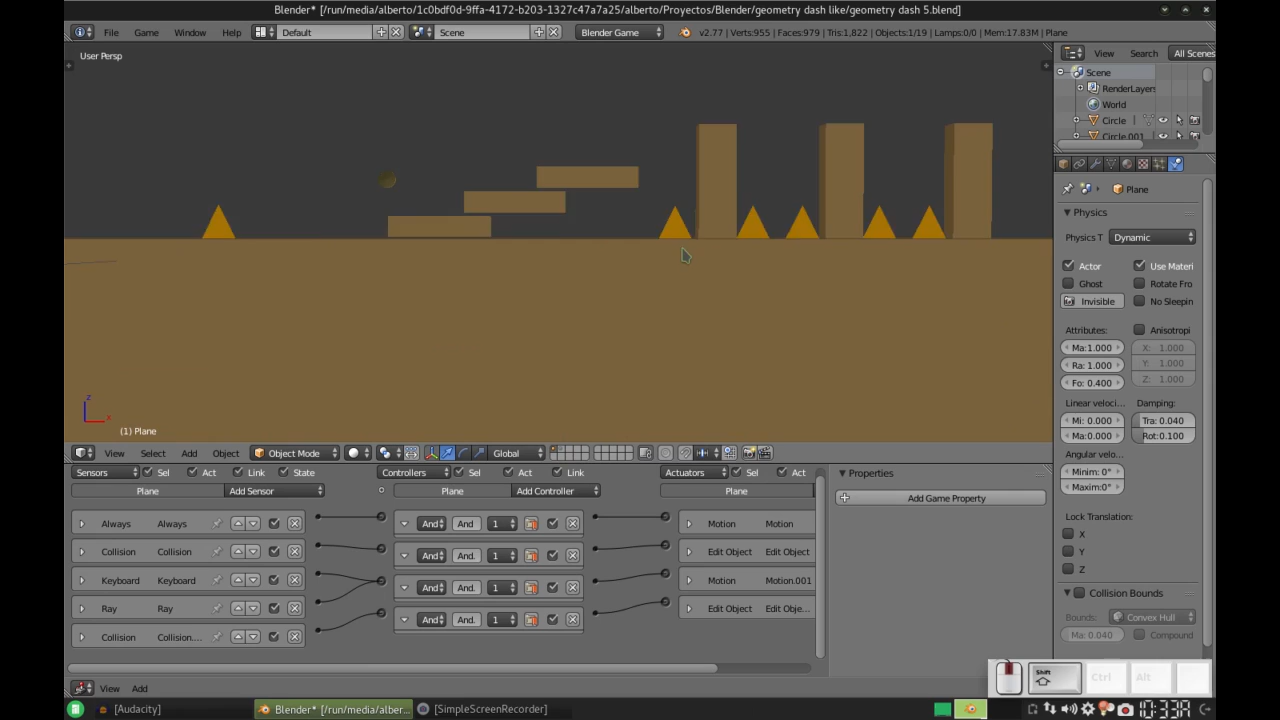 Blender* [/run/media/alberto/1c0bdf0d-9ffa-4172-b203-1327c47a7a25/alberto/Proyectos/Blender/geometry dash like/geometry dash 5.blend]
File Game Window Help Default Scene Blender Game v2.77 | Verts:955 | Faces:979 | Tris:1,822 | Objects:1/19 | Lamps:0/0 | Mem:17.83M | Plane
View Search All Scenes
User Persp
Scene
RenderLayers
World
Circle
Circle.001
Plane
Physics
Physics T Dynamic
Actor Use Materi
Ghost Rotate Fro
Invisible No Sleepin
Attributes: Anisotropi
Ma:1.000 X: 1.000
Ra: 1.000 Y: 1.000
Fo: 0.400 Z: 1.000
Linear veloci... Damping:
Mi: 0.000 Tra: 0.040
Ma:0.000 Rot:0.100
Angular velo...
Minim: 0°
Maxim:0°
Lock Translation:
X
Y
Z
Collision Bounds
Bounds: Convex Hull
Ma: 0.040 Compound
z
x
(1) Plane
View Select Add Object Object Mode Global
Sensors Sel Act Link State Controllers Sel Act Link Actuators Sel Act
Plane Add Sensor Plane Add Controller Plane
Always Always And And 1 Motion Motion
Collision Collision And And. 1 Edit Object Edit Object
Keyboard Keyboard And And. 1 Motion Motion.001
Ray Ray And And. 1 Edit Object Edit Obje...
Collision Collision....
Properties
Add Game Property
View Add
Shift Ctrl Alt
[Audacity] Blender* [/run/media/alber... [SimpleScreenRecorder] 10:33A